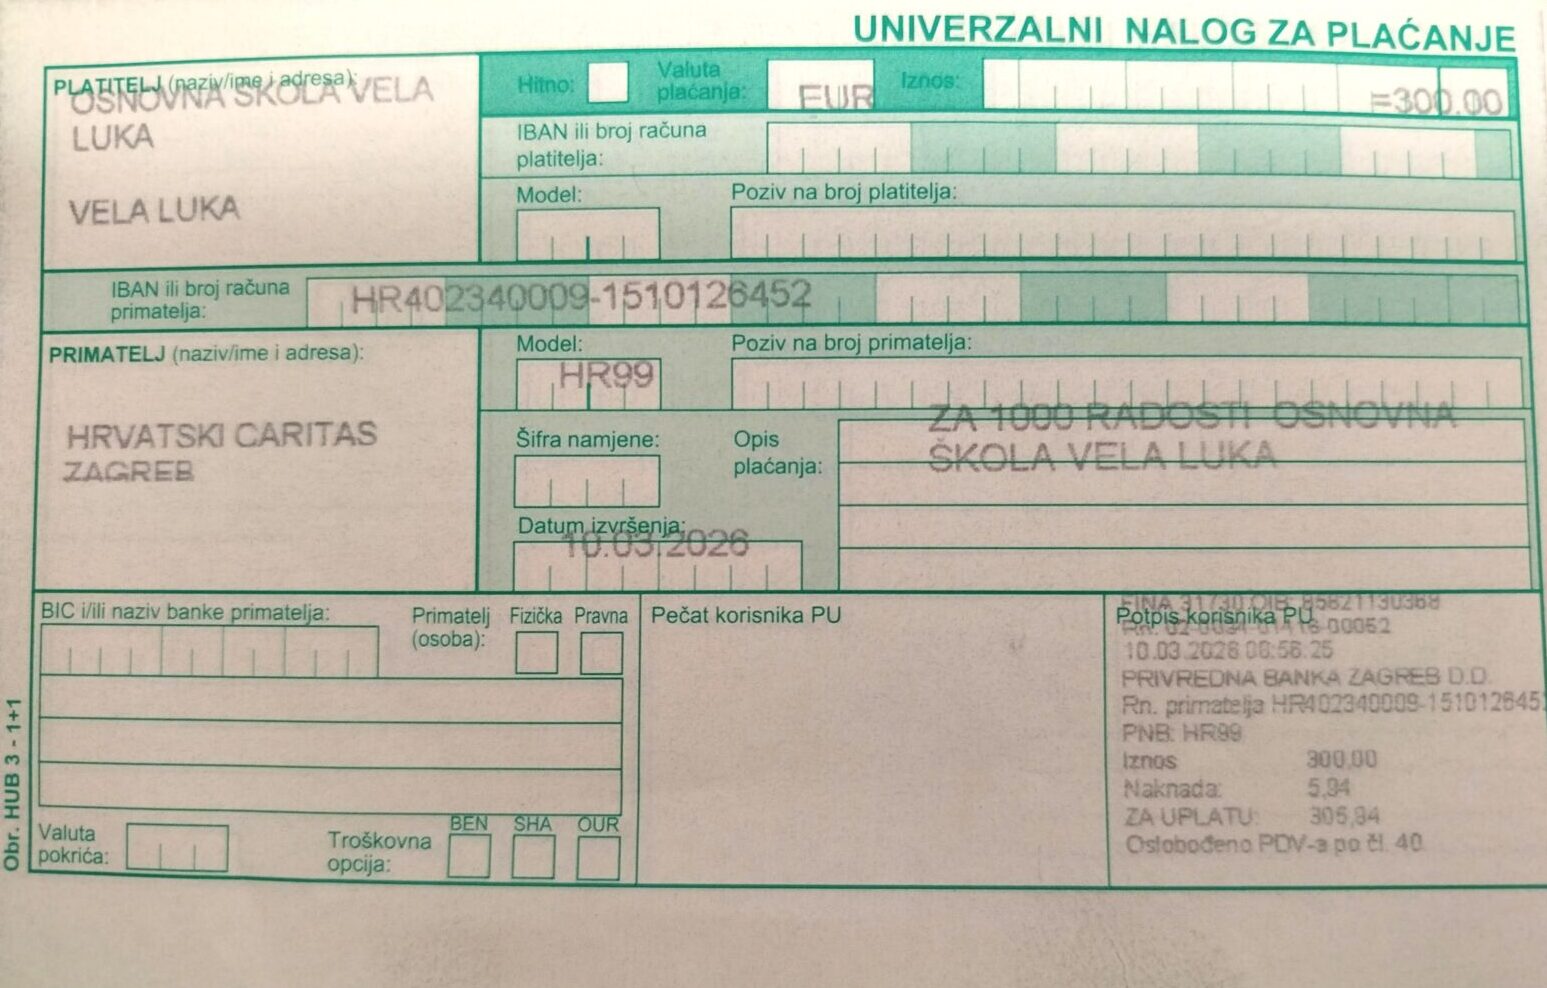 UNIVERZALNI NALOG ZA PLAĆANJE
PLATITELJ (naziv/ime i adresa):
OSNOVNA ŠKOLA VELA
LUKA
VELA LUKA
Hitno:
Valuta plaćanja:
EUR
Iznos:
=300.00
IBAN ili broj računa platitelja:
Model:
Poziv na broj platitelja:
IBAN ili broj računa primatelja:
HR402340009-1510126452
PRIMATELJ (naziv/ime i adresa):
HRVATSKI CARITAS
ZAGREB
Model:
HR99
Poziv na broj primatelja:
Šifra namjene:
Opis plaćanja:
ZA 1000 RADOSTI OSNOVNA
ŠKOLA VELA LUKA
Datum izvršenja:
10.03.2026
BIC i/ili naziv banke primatelja:
Primatelj (osoba):
Fizička
Pravna
Valuta pokrića:
Troškovna opcija:
BEN
SHA
OUR
Pečat korisnika PU
Potpis korisnika PU
FINA 31730 OIB: 85821130368
10.03.2026 08:58:25
PRIVREDNA BANKA ZAGREB D.D.
Rn. primatelja HR402340009-151012645
PNB: HR99
Iznos 300,00
Naknada: 5,94
ZA UPLATU: 305,94
Oslobođeno PDV-a po čl. 40.
Obr. HUB 3 - 1+1